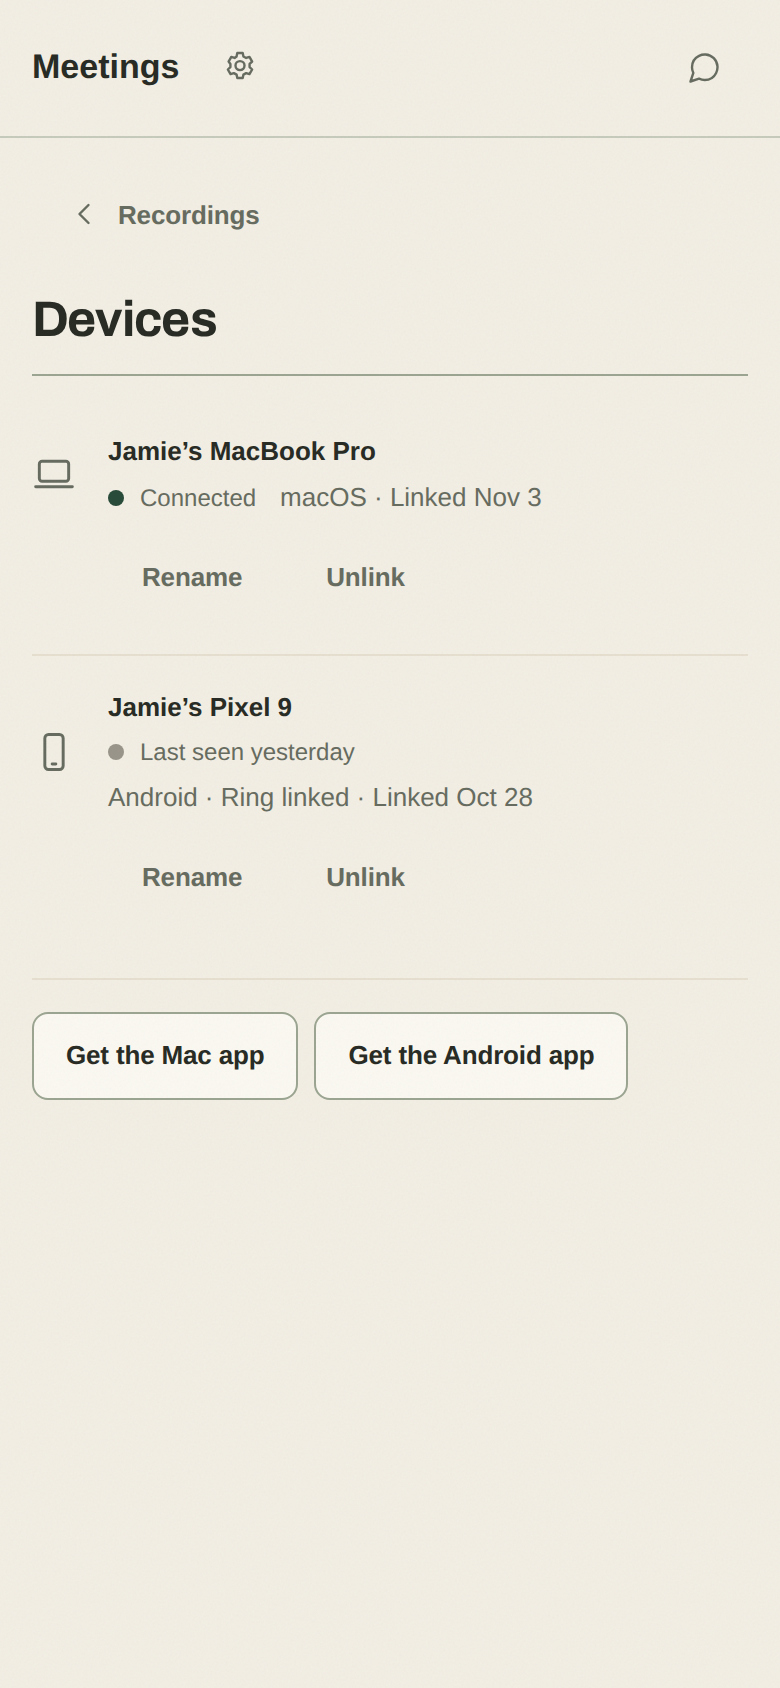 Meetings
Recordings
Devices
Jamie’s MacBook Pro
Connected macOS · Linked Nov 3
Rename Unlink
Jamie’s Pixel 9
Last seen yesterday
Android · Ring linked · Linked Oct 28
Rename Unlink
Get the Mac app Get the Android app